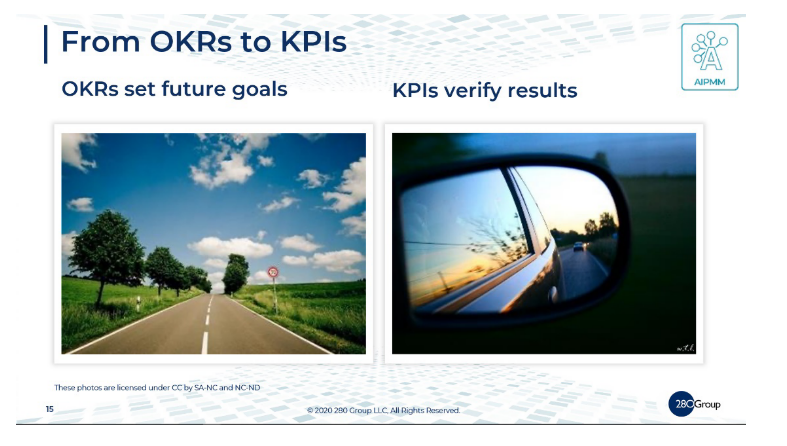 From OKRs to KPIs
AIPMM
OKRs set future goals
KPIs verify results
These photos are licensed under CC by SA-NC and NC-ND
15
© 2020 280 Group LLC, All Rights Reserved.
280 Group